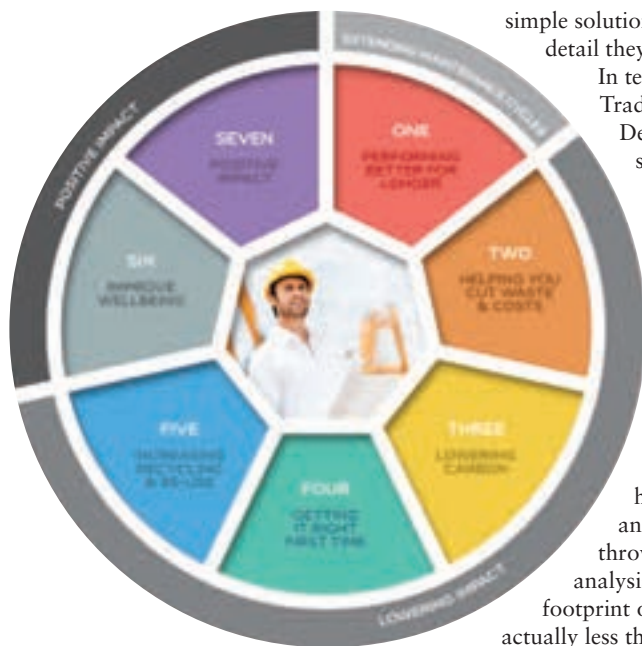 simple solution
detail they
In te
Trad
De
s
EXTENDING MAINTENANCE CYCLES
POSITIVE IMPACT
LOWERING IMPACT
ONE
PERFORMING
BETTER FOR
LONGER
TWO
HELPING YOU
CUT WASTE
& COSTS
THREE
LOWERING
CARBON
FOUR
GETTING
IT RIGHT
FIRST TIME
FIVE
INCREASING
RECYCLING
& RE-USE
SIX
IMPROVE
WELLBEING
SEVEN
POSITIVE
IMPACT
h
an
throu
analysi
footprint o
actually less th